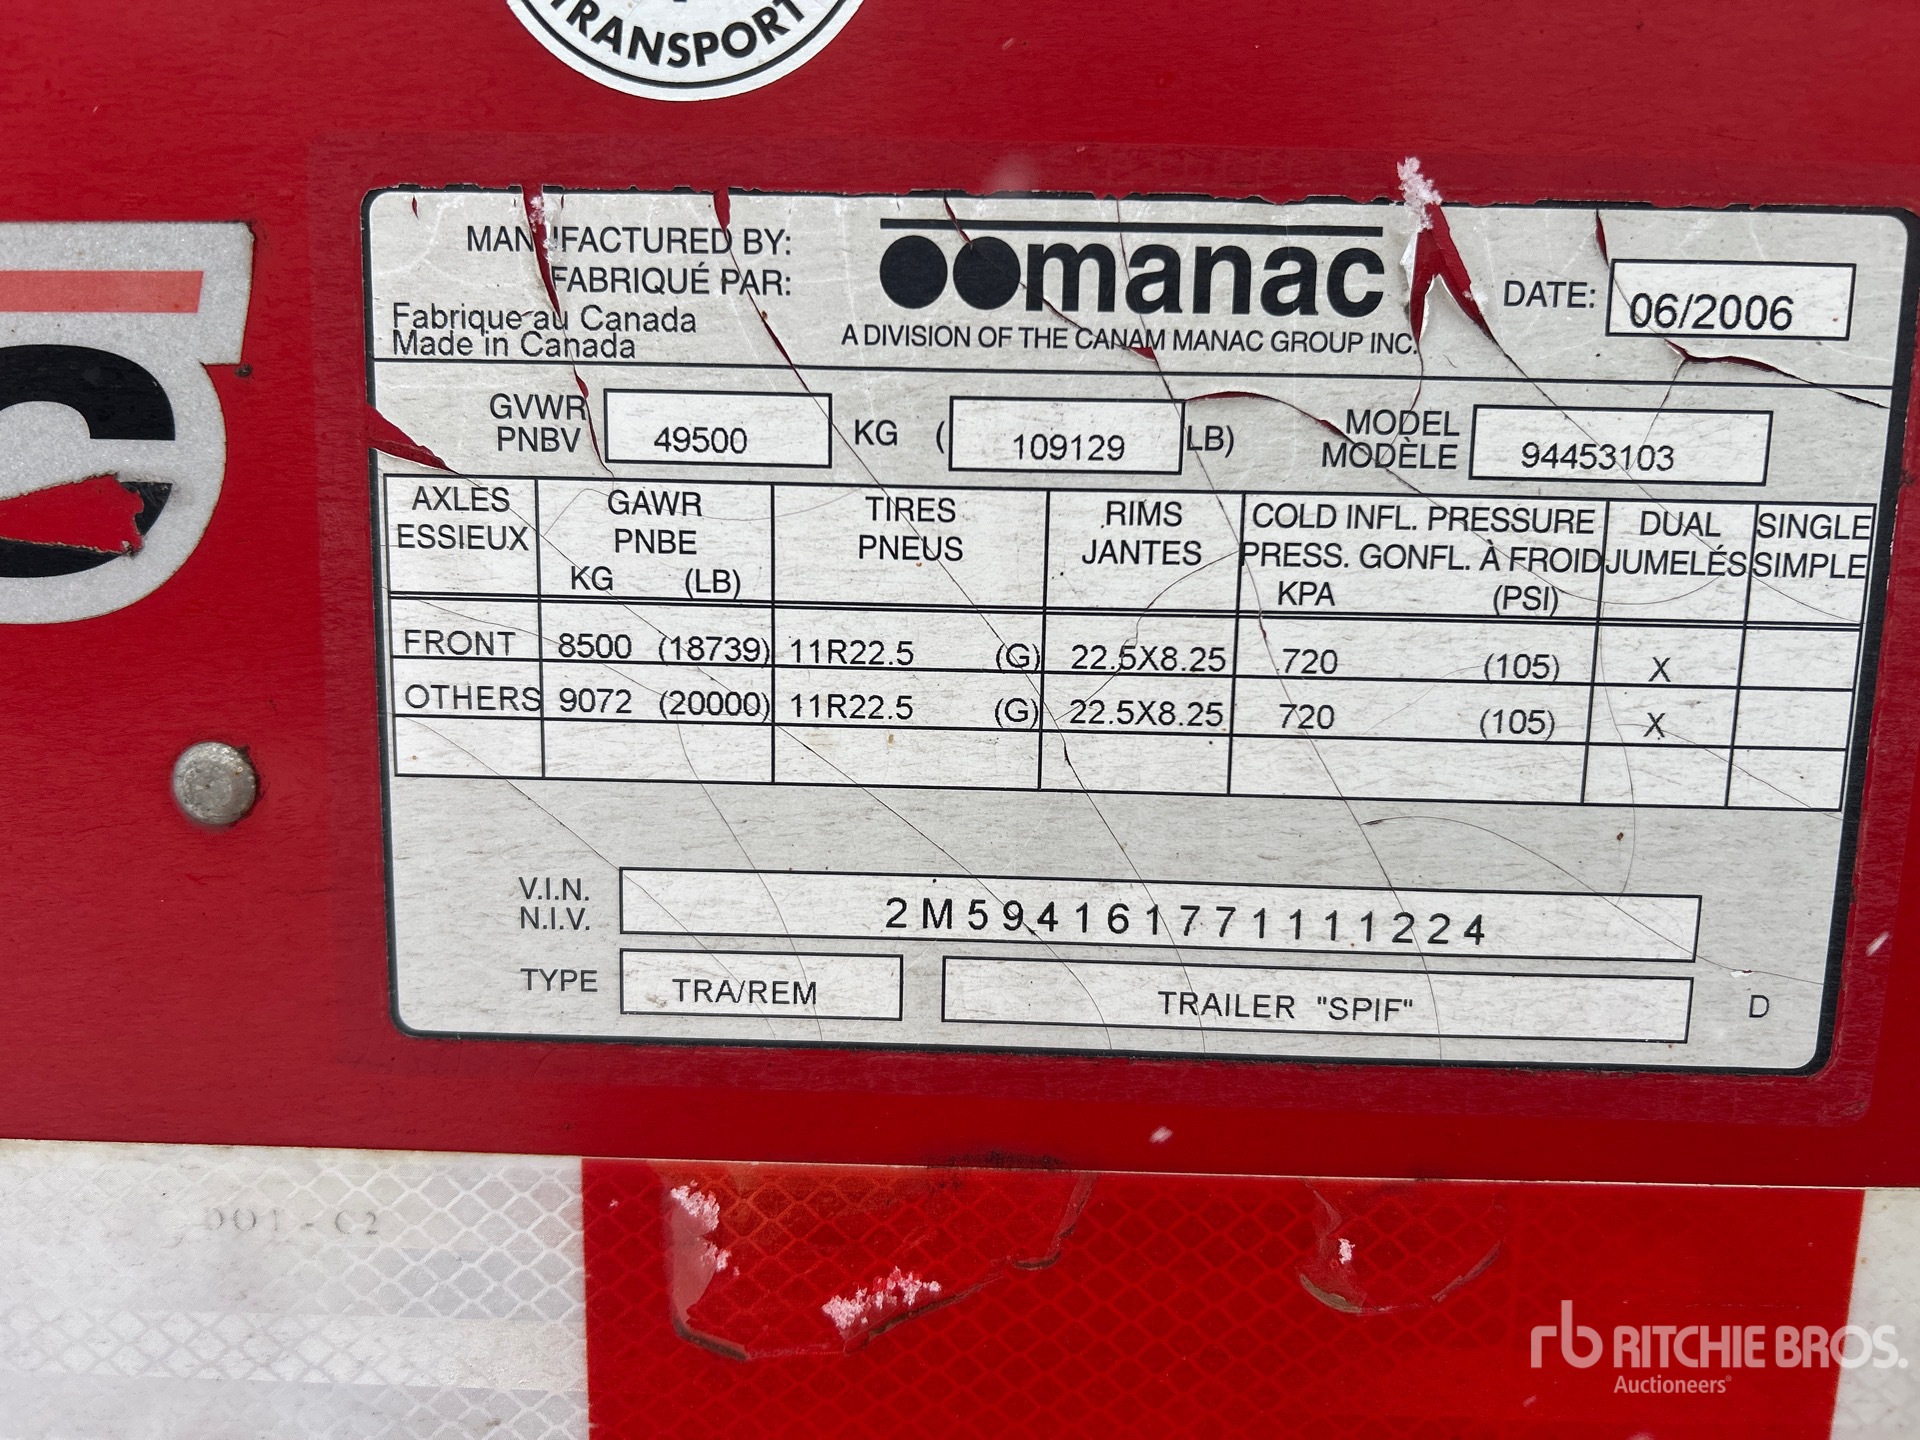 TRANSPORT
MANUFACTURED BY:
FABRIQUÉ PAR:
Fabrique au Canada
Made in Canada
manac
A DIVISION OF THE CANAM MANAC GROUP INC.
DATE: 06/2006
GVWR
PNBV
49500 KG ( 109129 LB)
MODEL
MODÈLE
94453103
AXLES
ESSIEUX
GAWR
PNBE
KG (LB)
TIRES
PNEUS
RIMS
JANTES
COLD INFL. PRESSURE
PRESS. GONFL. À FROID
KPA (PSI)
DUAL
JUMELÉS
SINGLE
SIMPLE
FRONT 8500 (18739) 11R22.5 (G) 22.5X8.25 720 (105) X
OTHERS 9072 (20000) 11R22.5 (G) 22.5X8.25 720 (105) X
V.I.N.
N.I.V.
2M594161771111224
TYPE TRA/REM TRAILER "SPIF" D
DOT-C2
rb RITCHIE BROS.
Auctioneers